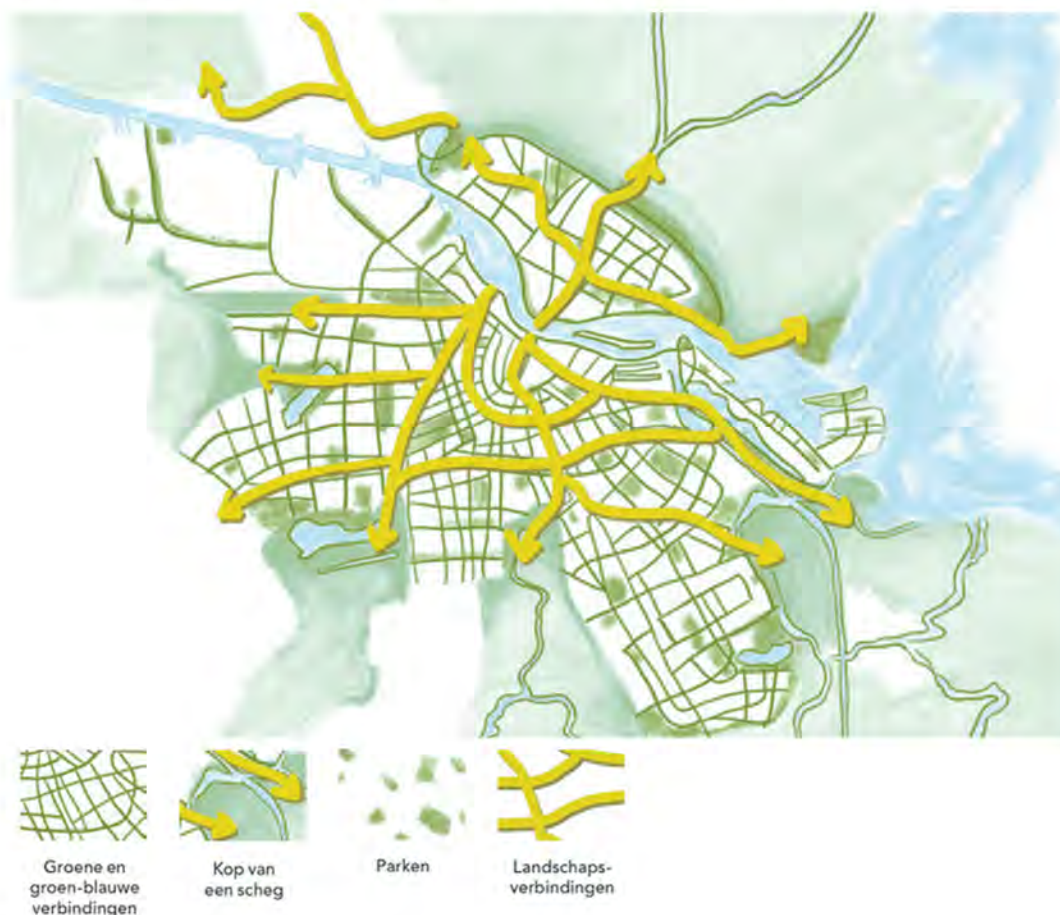 Groene en
groen-blauwe
verbindingen
Kop van
een scheg
Parken
Landschaps-
verbindingen